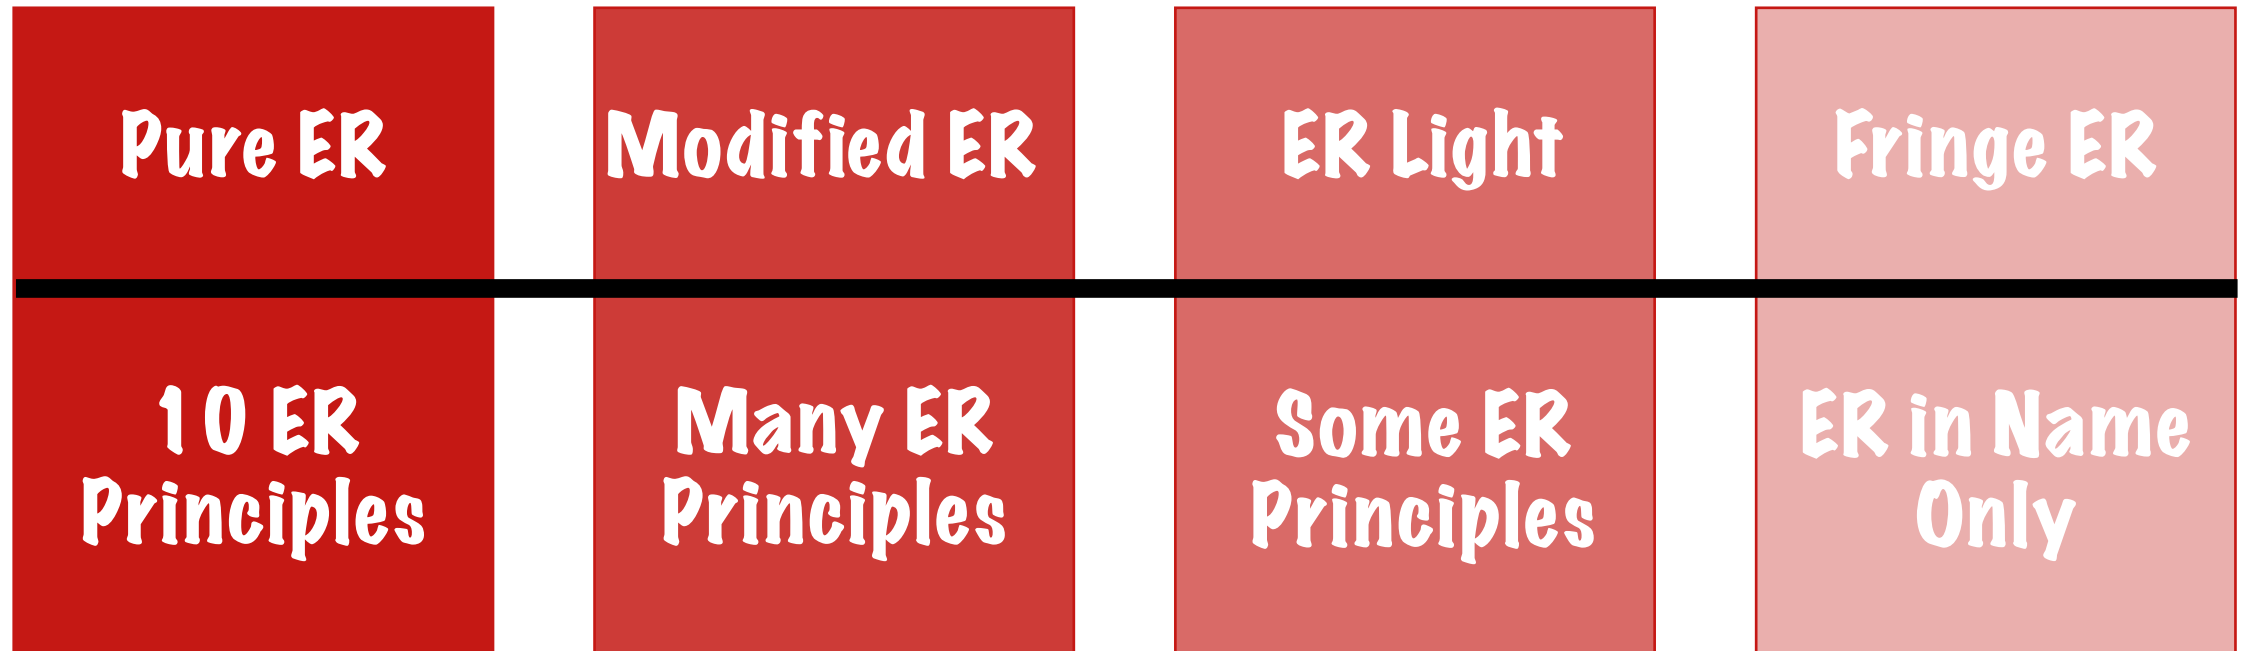 Pure ER
Modified ER
ER Light
Fringe ER
10 ER
Principles
Many ER
Principles
Some ER
Principles
ER in Name
Only